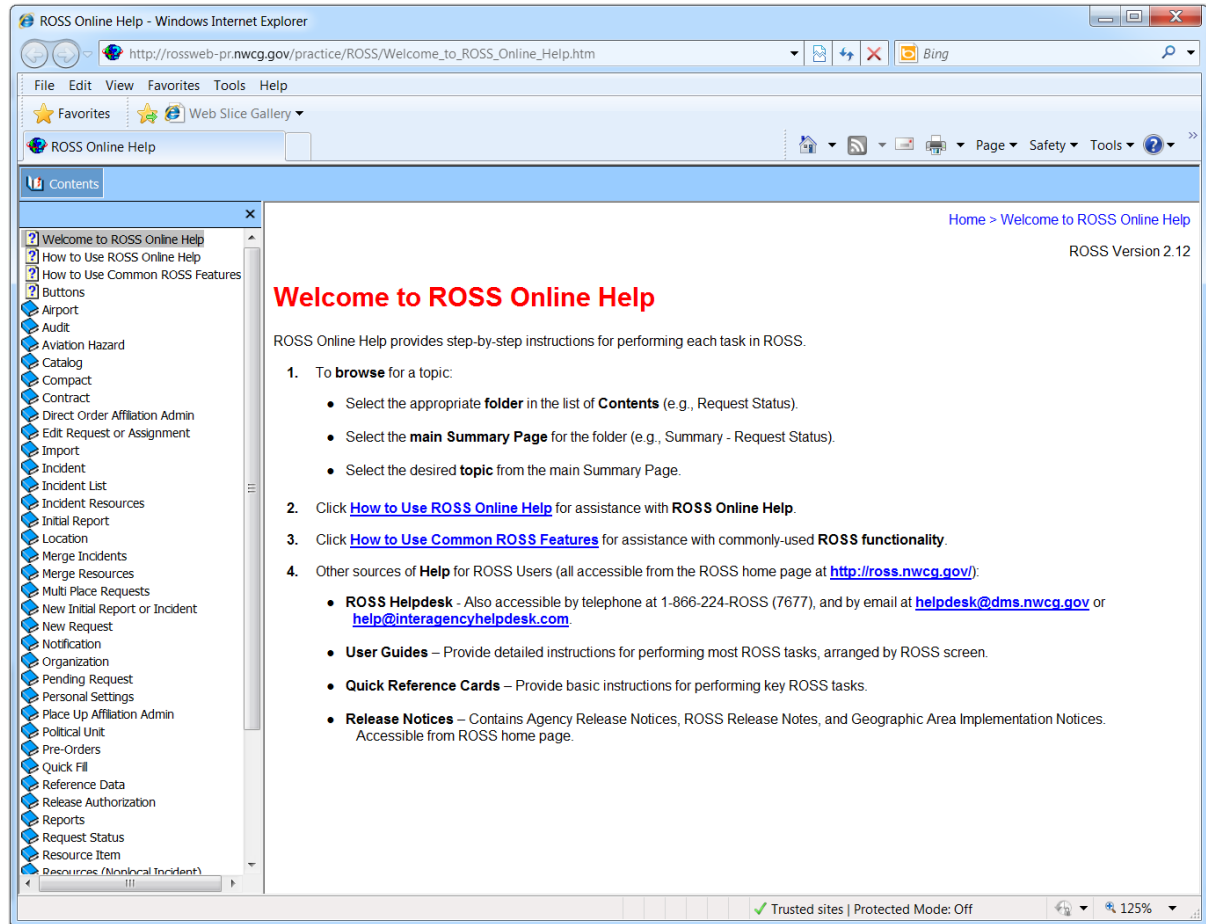 ROSS Online Help - Windows Internet Explorer
http://rossweb-pr.nwcg.gov/practice/ROSS/Welcome_to_ROSS_Online_Help.htm
Bing
File Edit View Favorites Tools Help
Favorites Web Slice Gallery
ROSS Online Help
Page Safety Tools
Contents
Welcome to ROSS Online Help
How to Use ROSS Online Help
How to Use Common ROSS Features
Buttons
Airport
Audit
Aviation Hazard
Catalog
Compact
Contract
Direct Order Affiliation Admin
Edit Request or Assignment
Import
Incident
Incident List
Incident Resources
Initial Report
Location
Merge Incidents
Merge Resources
Multi Place Requests
New Initial Report or Incident
New Request
Notification
Organization
Pending Request
Personal Settings
Place Up Affiliation Admin
Political Unit
Pre-Orders
Quick Fill
Reference Data
Release Authorization
Reports
Request Status
Resource Item
Resources (Nonlocal Incident)
Home > Welcome to ROSS Online Help
ROSS Version 2.12
Welcome to ROSS Online Help
ROSS Online Help provides step-by-step instructions for performing each task in ROSS.
1. To browse for a topic:
● Select the appropriate folder in the list of Contents (e.g., Request Status).
● Select the main Summary Page for the folder (e.g., Summary - Request Status).
● Select the desired topic from the main Summary Page.
2. Click How to Use ROSS Online Help for assistance with ROSS Online Help.
3. Click How to Use Common ROSS Features for assistance with commonly-used ROSS functionality.
4. Other sources of Help for ROSS Users (all accessible from the ROSS home page at http://ross.nwcg.gov/):
● ROSS Helpdesk - Also accessible by telephone at 1-866-224-ROSS (7677), and by email at helpdesk@dms.nwcg.gov or
help@interagencyhelpdesk.com.
● User Guides – Provide detailed instructions for performing most ROSS tasks, arranged by ROSS screen.
● Quick Reference Cards – Provide basic instructions for performing key ROSS tasks.
● Release Notices – Contains Agency Release Notices, ROSS Release Notes, and Geographic Area Implementation Notices.
Accessible from ROSS home page.
Trusted sites | Protected Mode: Off
125%